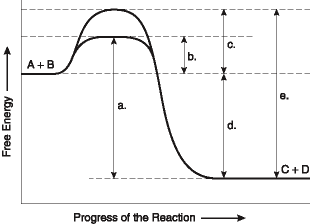 c.
A + B
b.
a.
e.
d.
C + D
Free Energy
Progress of the Reaction